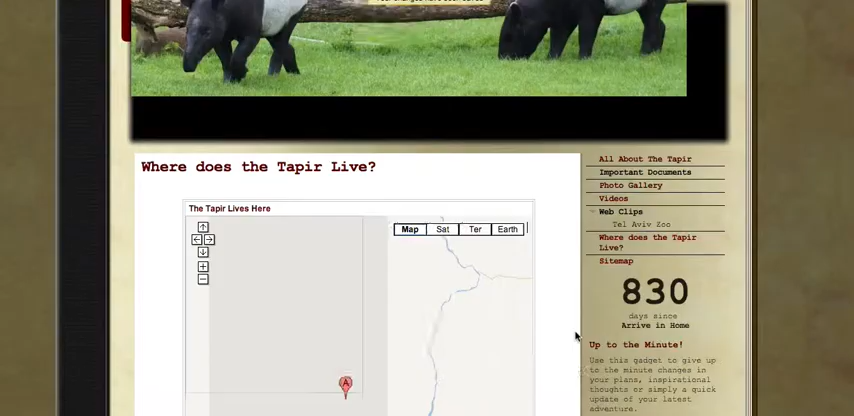 Where does the Tapir Live?
The Tapir Lives Here
Map Sat Ter Earth
A
All About The Tapir
Important Documents
Photo Gallery
Videos
Web Clips
Tel Aviv Zoo
Where does the Tapir
Live?
Sitemap
830
days since
Arrive in Home
Up to the Minute!
Use this gadget to give up
to the minute changes in
your plans, inspirational
thoughts or simply a quick
update of your latest
adventure.